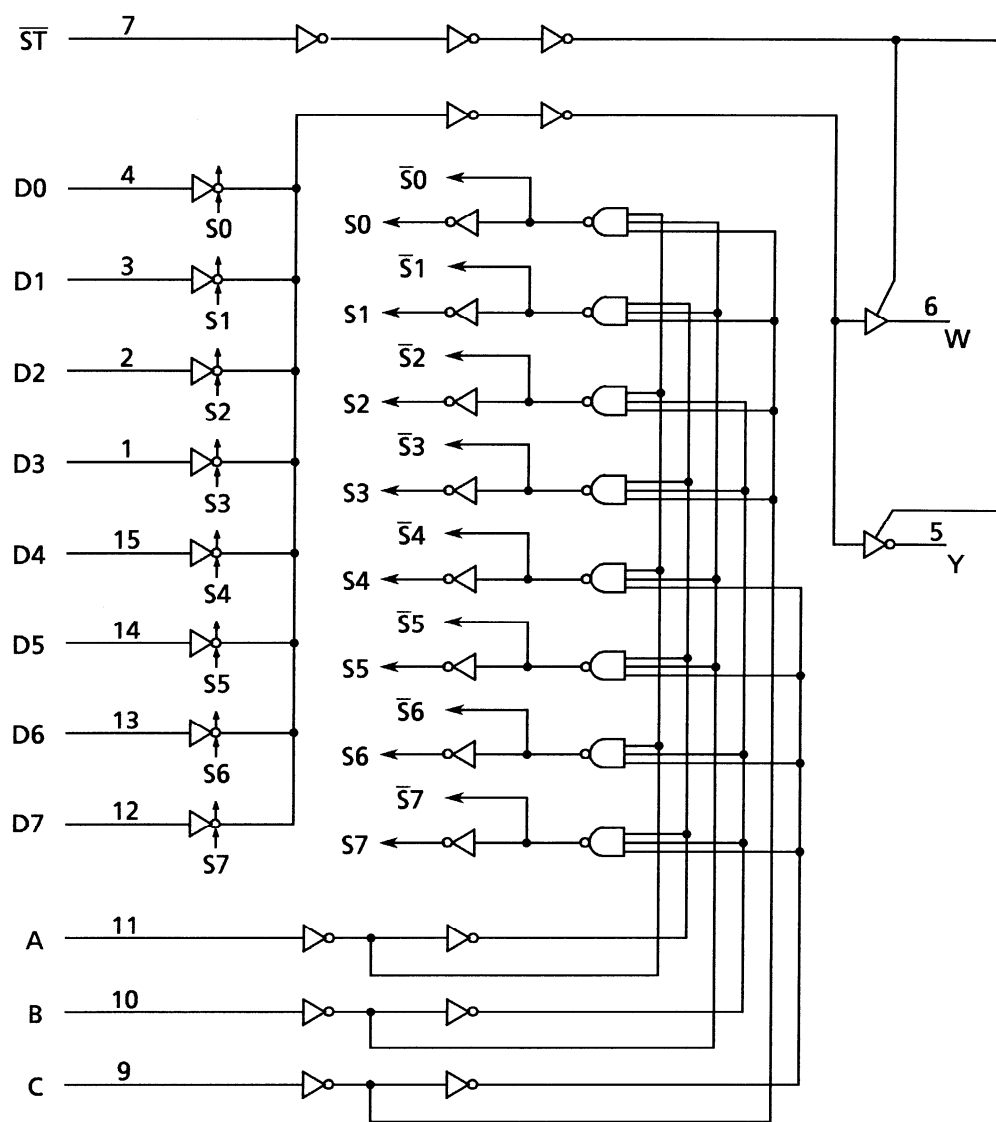 S̅T̅ 7
D0 4 S0
D1 3 S1
D2 2 S2
D3 1 S3
D4 15 S4
D5 14 S5
D6 13 S6
D7 12 S7
S̅0
S0
S̅1
S1
S̅2
S2
S̅3
S3
S̅4
S4
S̅5
S5
S̅6
S6
S̅7
S7
6
W
5
Y
A 11
B 10
C 9